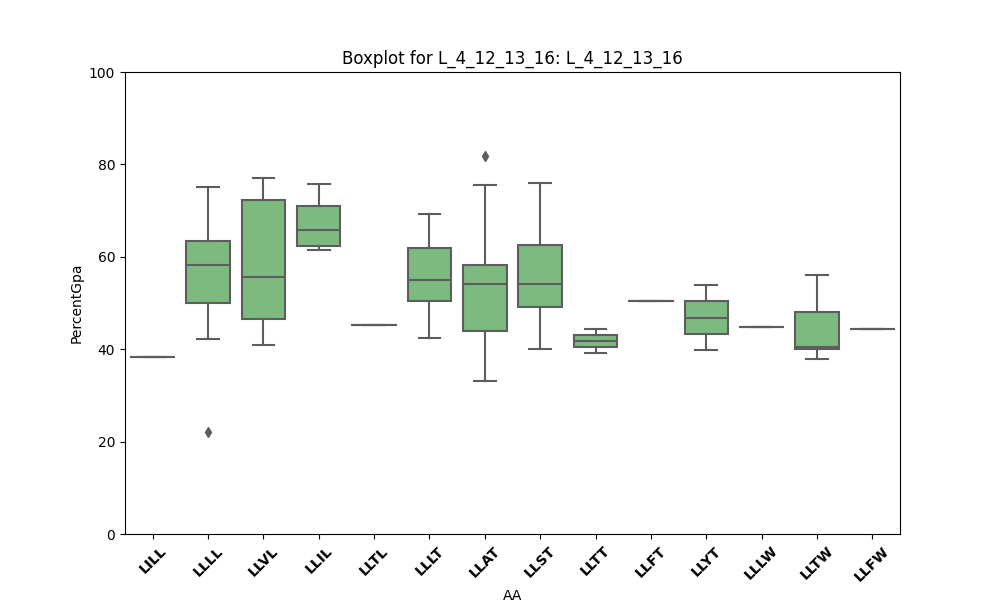 Boxplot for L_4_12_13_16: L_4_12_13_16
100
80
60
40
20
0
PercentGpa
LILL LLLL LLVL LLIL LLTL LLLT LLAT LLST LLTT LLFT LLYT LLLW LLTW LLFW
AA